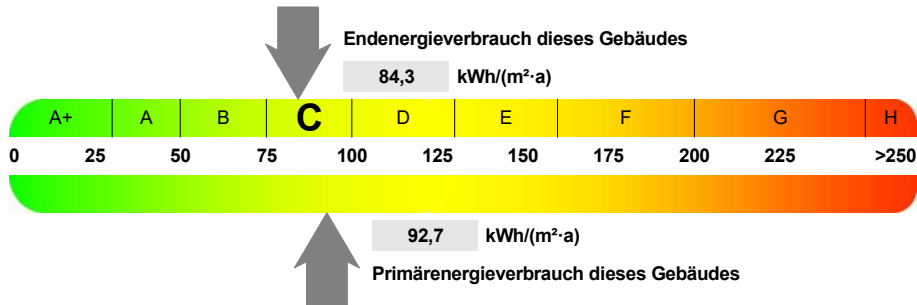 Endenergieverbrauch dieses Gebäudes
84,3 kWh/(m²·a)
A+ A B C D E F G H
0 25 50 75 100 125 150 175 200 225 >250
92,7 kWh/(m²·a)
Primärenergieverbrauch dieses Gebäudes